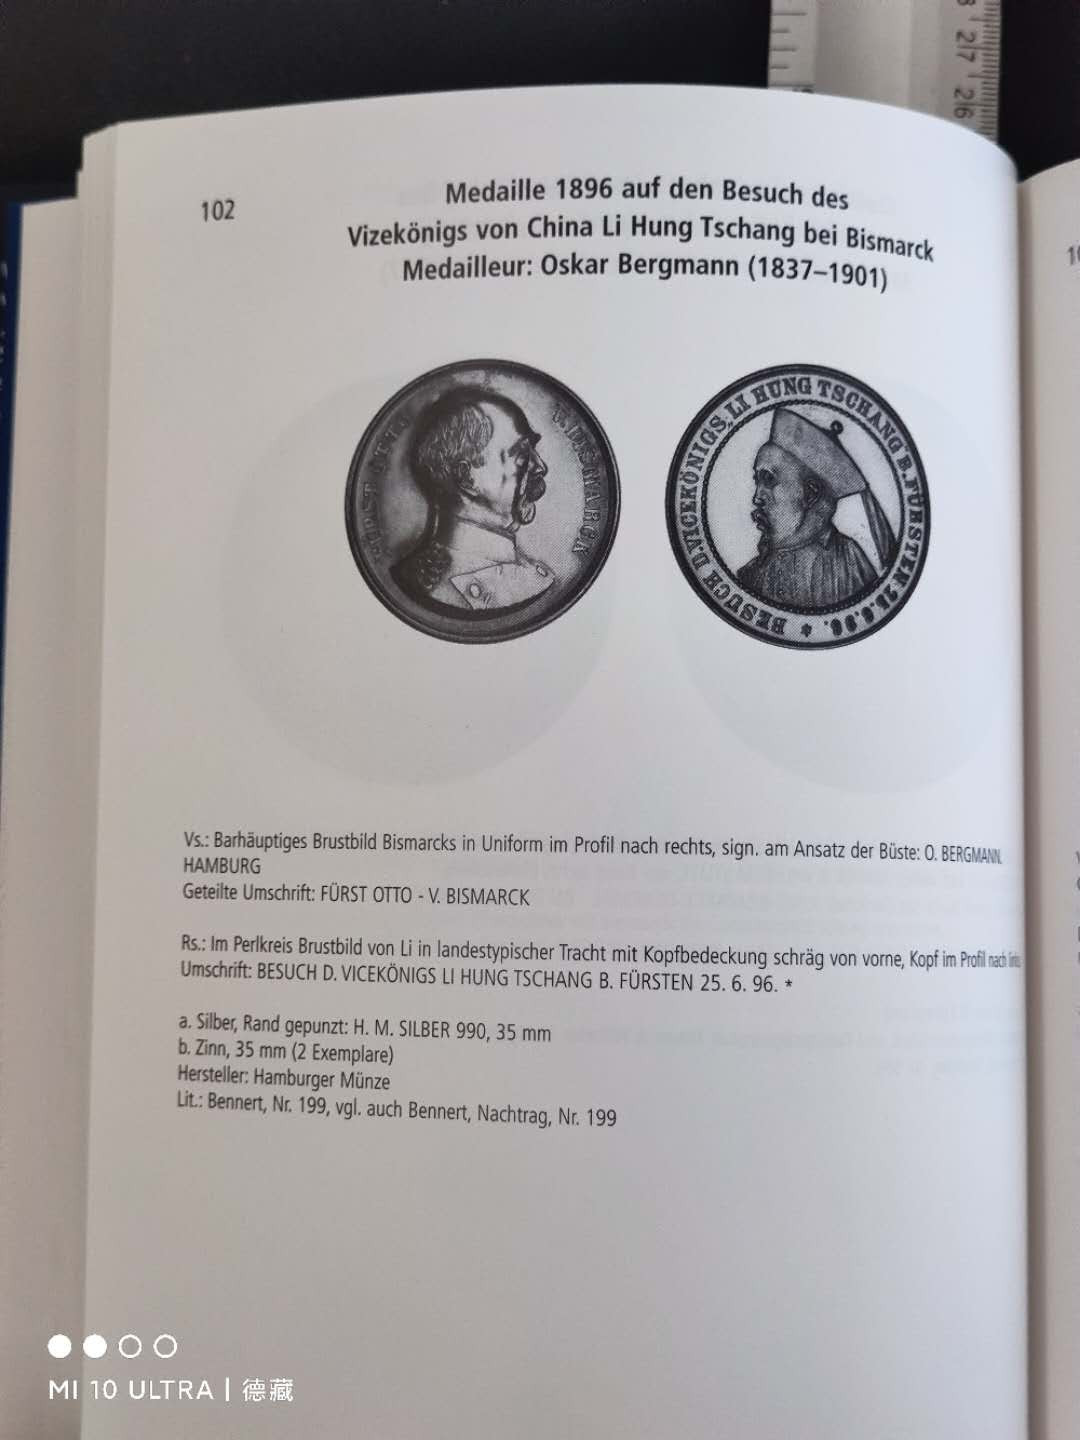 27
26
102
Medaille 1896 auf den Besuch des
Vizekönigs von China Li Hung Tschang bei Bismarck
Medailleur: Oskar Bergmann (1837–1901)
FÜRST OTTO V. BISMARCK
BESUCH D. VICEKÖNIGS LI HUNG TSCHANG B. FÜRSTEN 25.6.96. *
Vs.: Barhäuptiges Brustbild Bismarcks in Uniform im Profil nach rechts, sign. am Ansatz der Büste: O. BERGMANN.
HAMBURG
Geteilte Umschrift: FÜRST OTTO - V. BISMARCK
Rs.: Im Perlkreis Brustbild von Li in landestypischer Tracht mit Kopfbedeckung schräg von vorne, Kopf im Profil nach links
Umschrift: BESUCH D. VICEKÖNIGS LI HUNG TSCHANG B. FÜRSTEN 25. 6. 96. *
a. Silber, Rand gepunzt: H. M. SILBER 990, 35 mm
b. Zinn, 35 mm (2 Exemplare)
Hersteller: Hamburger Münze
Lit.: Bennert, Nr. 199, vgl. auch Bennert, Nachtrag, Nr. 199
MI 10 ULTRA | 德藏